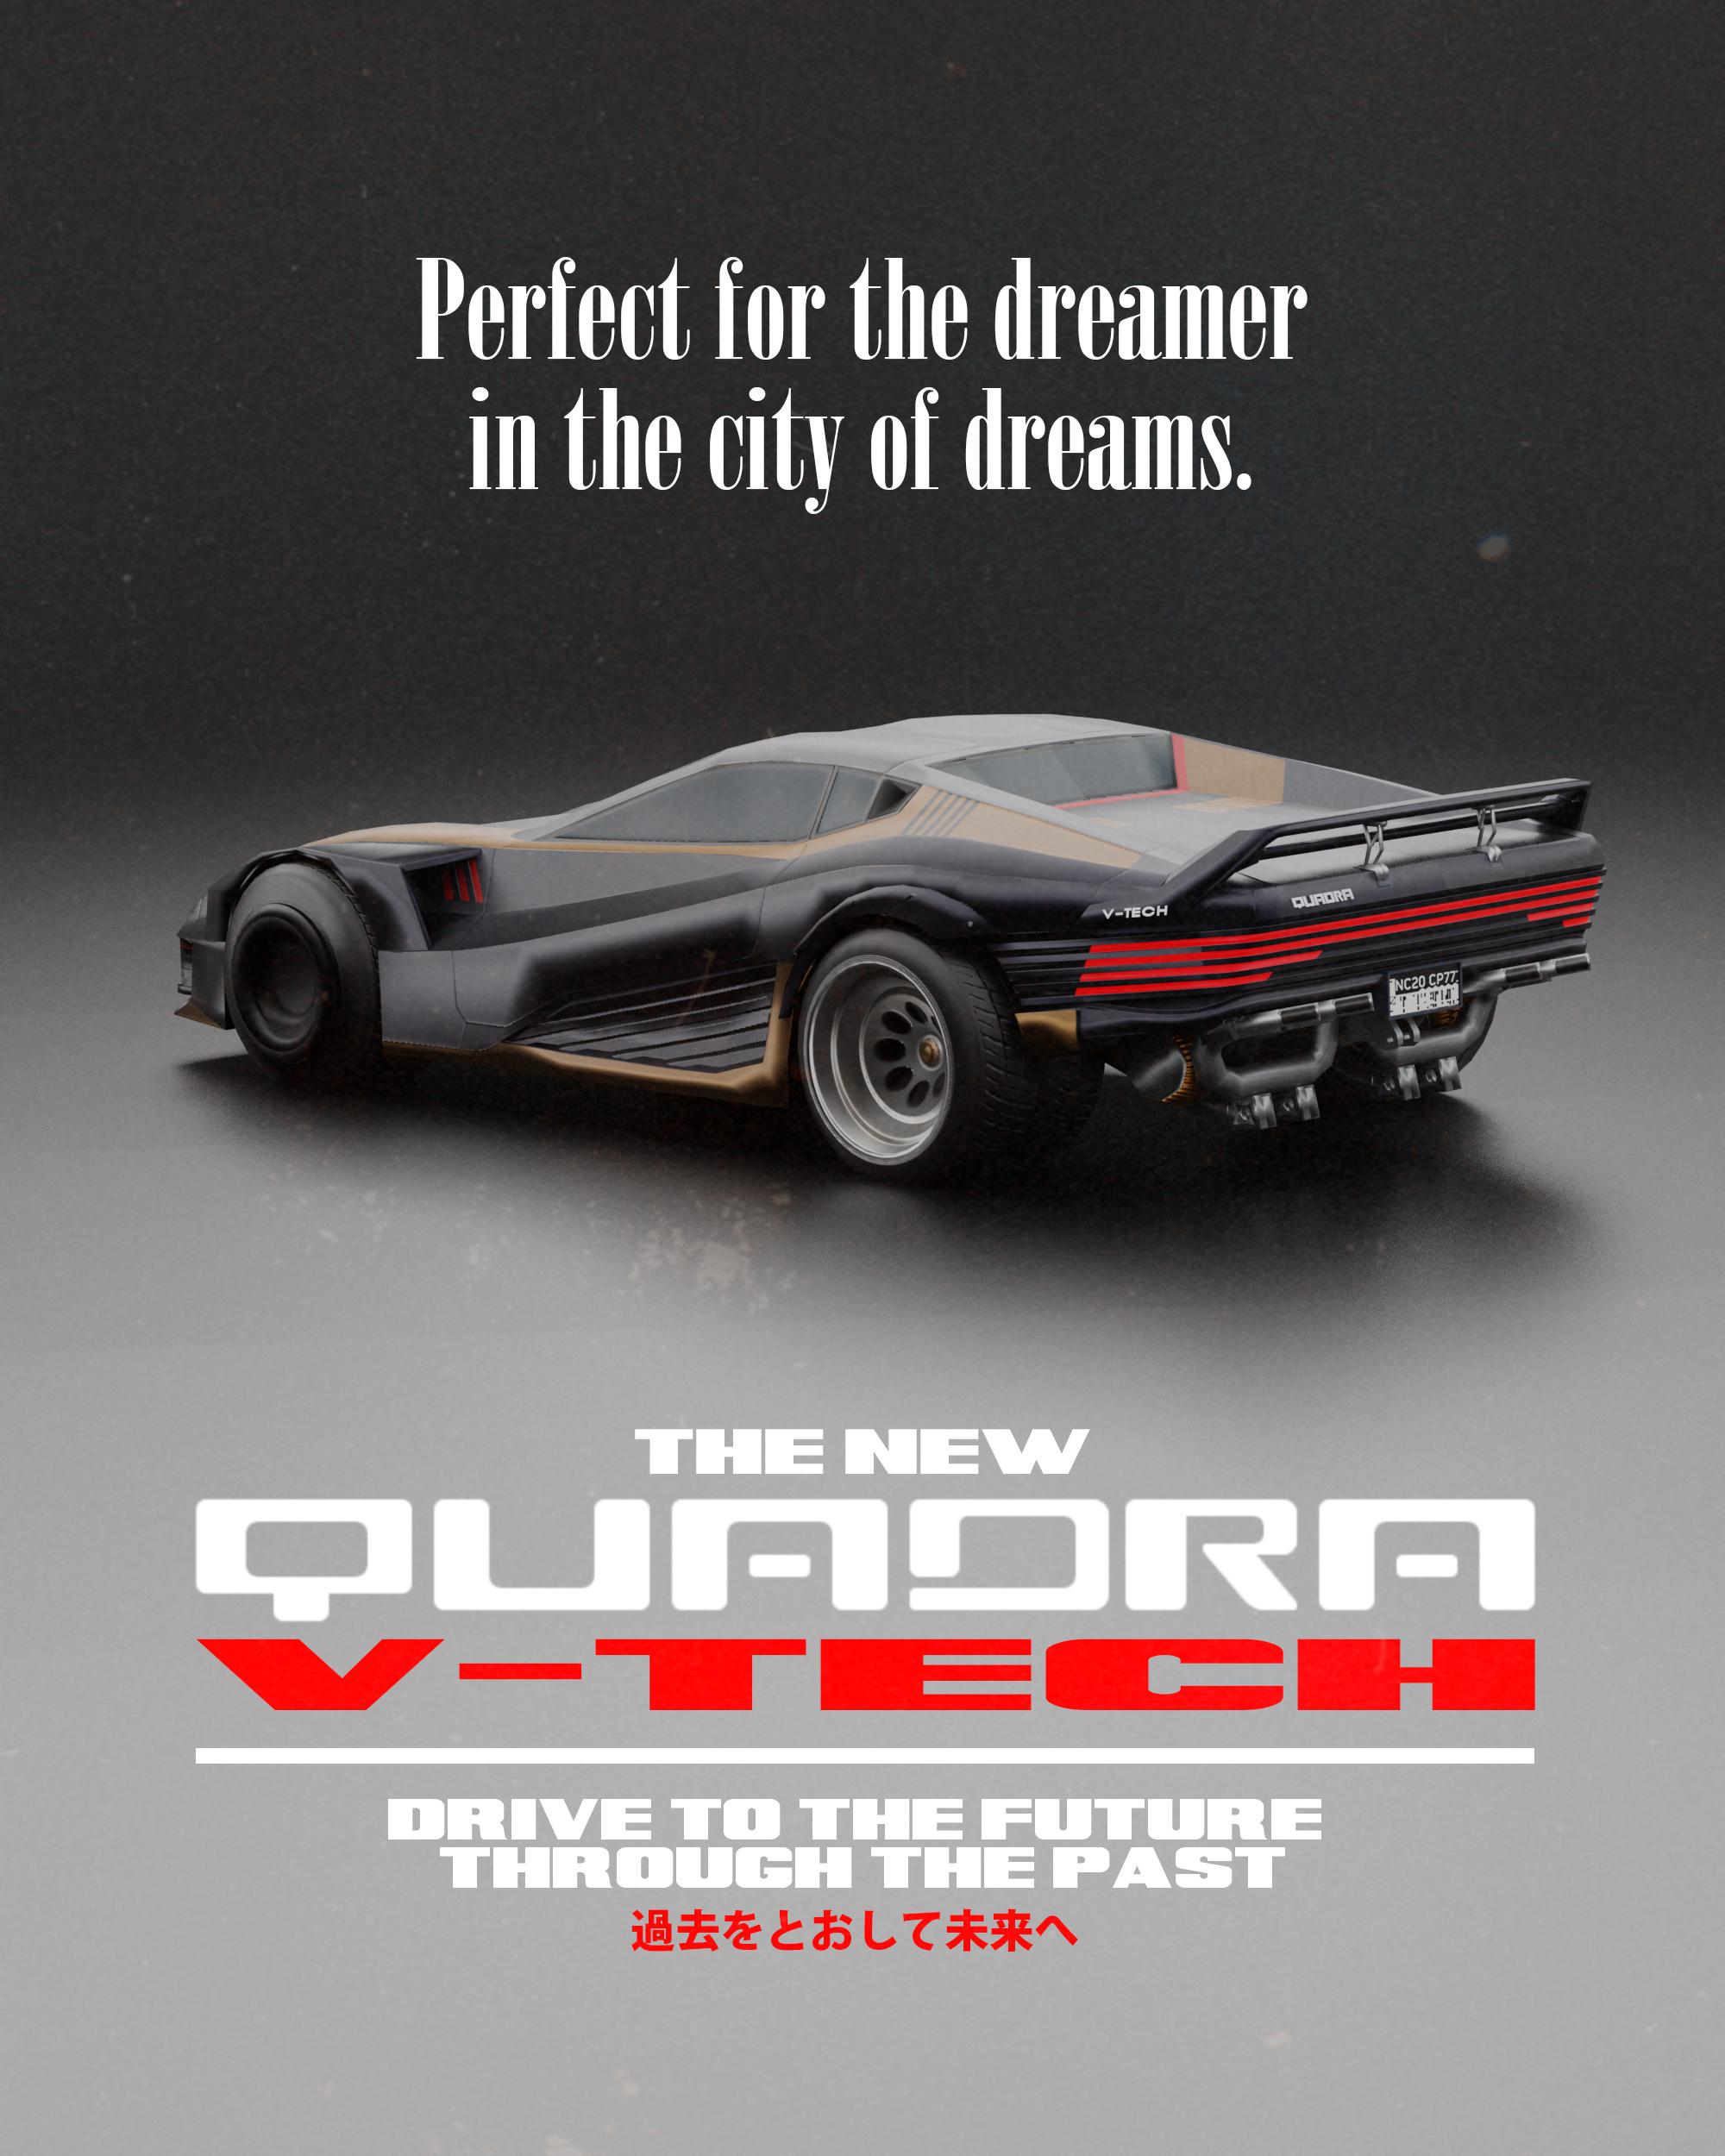 Perfect for the dreamer
in the city of dreams.
V-TECH
QUADRA
NC20 CP77
THE NEW
QUADRA
V-TECH
DRIVE TO THE FUTURE
THROUGH THE PAST
過去をとおして未来へ